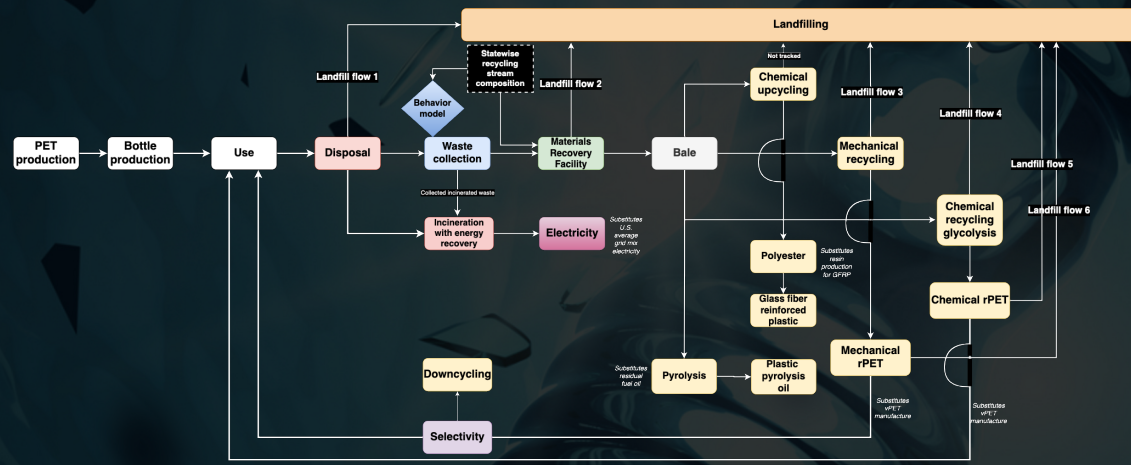 Landfilling
Landfill flow 1
Statewise
recycling
stream
composition
Landfill flow 2
Not tracked
Chemical
upcycling
Landfill flow 3
Landfill flow 4
Behavior
model
PET
production
Bottle
production
Use
Disposal
Waste
collection
Materials
Recovery
Facility
Bale
Mechanical
recycling
Landfill flow 5
Landfill flow 6
Collected incinerated waste
Incineration
with energy
recovery
Electricity
Substitutes
U.S.
average
grid mix
electricity
Chemical
recycling
glycolysis
Polyester
Substitutes
resin
production
for GFRP
Glass fiber
reinforced
plastic
Chemical rPET
Mechanical
rPET
Substitutes
residual
fuel oil
Pyrolysis
Plastic
pyrolysis
oil
Downcycling
Substitutes
vPET
manufacture
Substitutes
vPET
manufacture
Selectivity